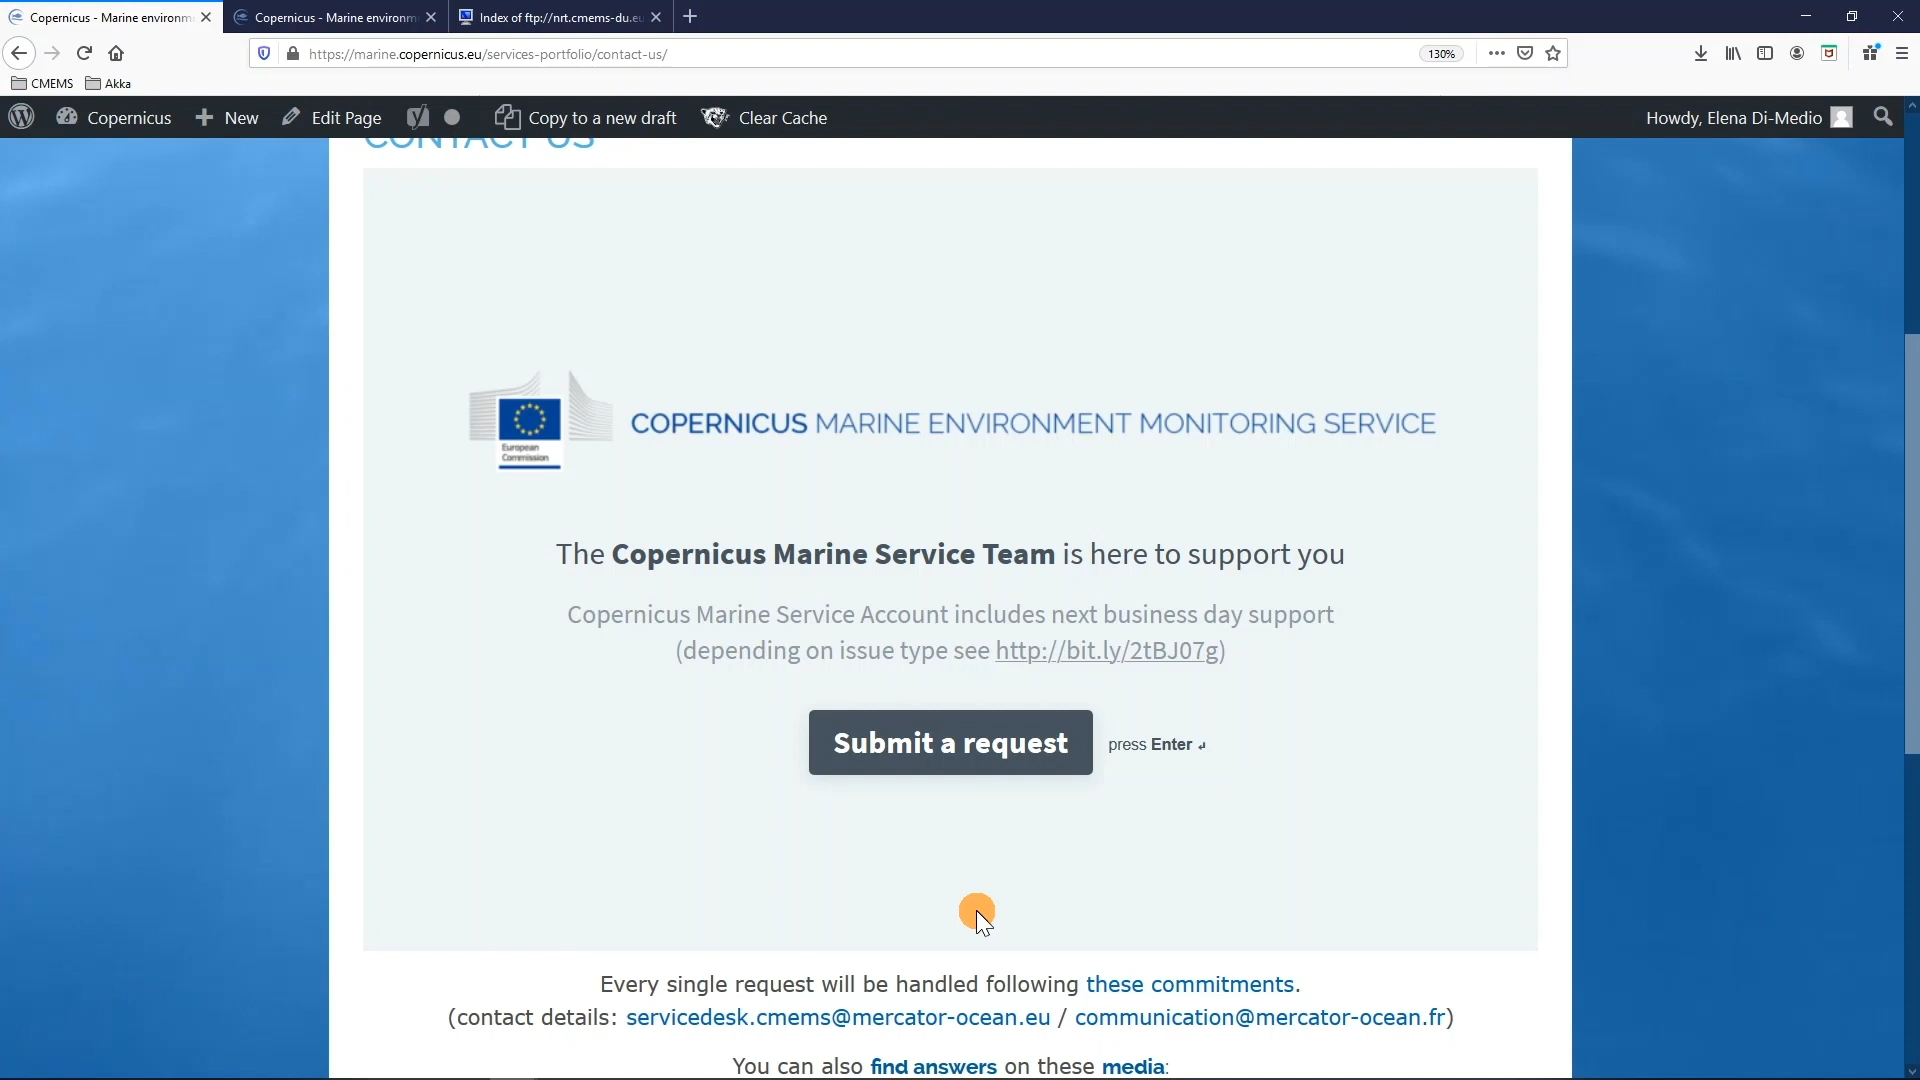 Copernicus - Marine environm
Copernicus - Marine environm
Index of ftp://nrt.cmems-du.eu
https://marine.copernicus.eu/services-portfolio/contact-us/
130%
CMEMS
Akka
Copernicus
New
Edit Page
Copy to a new draft
Clear Cache
Howdy, Elena Di-Medio
CONTACT US
European
Commission
COPERNICUS MARINE ENVIRONMENT MONITORING SERVICE
The Copernicus Marine Service Team is here to support you
Copernicus Marine Service Account includes next business day support
(depending on issue type see http://bit.ly/2tBJ07g)
Submit a request
press Enter ↲
Every single request will be handled following these commitments.
(contact details: servicedesk.cmems@mercator-ocean.eu / communication@mercator-ocean.fr)
You can also find answers on these media: